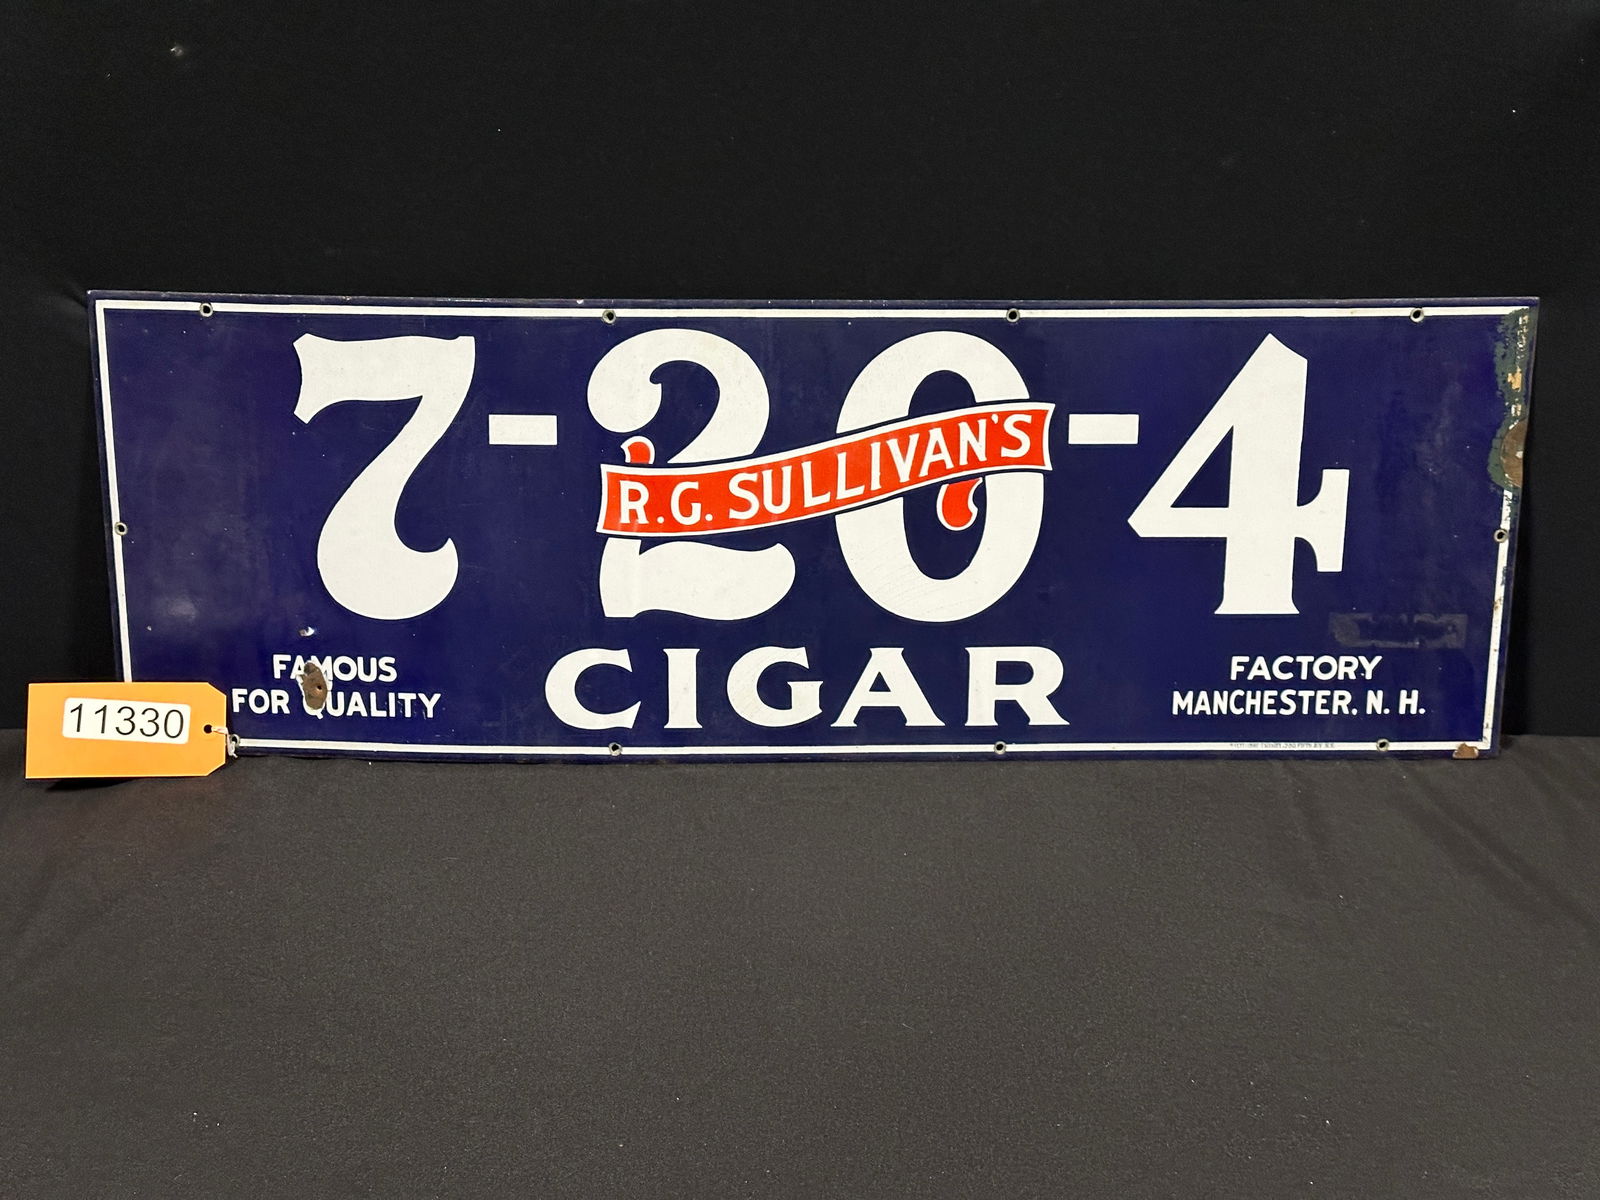 7-20-4
R.G. SULLIVAN'S
CIGAR
FAMOUS
FOR QUALITY
FACTORY
MANCHESTER, N. H.
11330